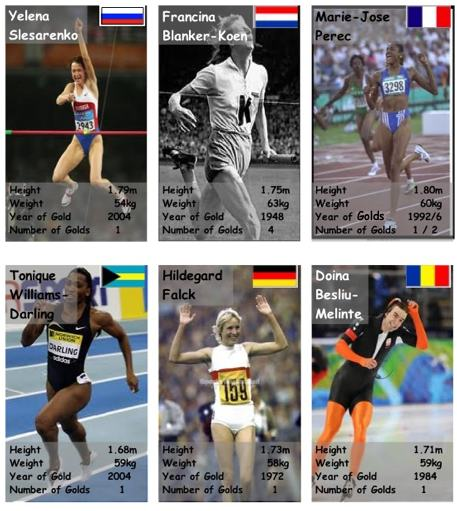 Yelena
Slesarenko
2943
Height 1.79m
Weight 54kg
Year of Gold 2004
Number of Golds 1
Francina
Blanker-Koen
Height 1.75m
Weight 63kg
Year of Gold 1948
Number of Golds 4
Marie-Jose
Perec
3298
Height 1.80m
Weight 60kg
Year of Golds 1992/6
Number of Golds 1 / 2
Tonique
Williams-
Darling
NORWICH
UNION
DARLING
adidas
Height 1.68m
Weight 59kg
Year of Gold 2004
Number of Golds 1
Hildegard
Falck
159
Height 1.73m
Weight 58kg
Year of Gold 1972
Number of Golds 1
Doina
Besliu-
Melinte
Height 1.71m
Weight 59kg
Year of Gold 1984
Number of Golds 1